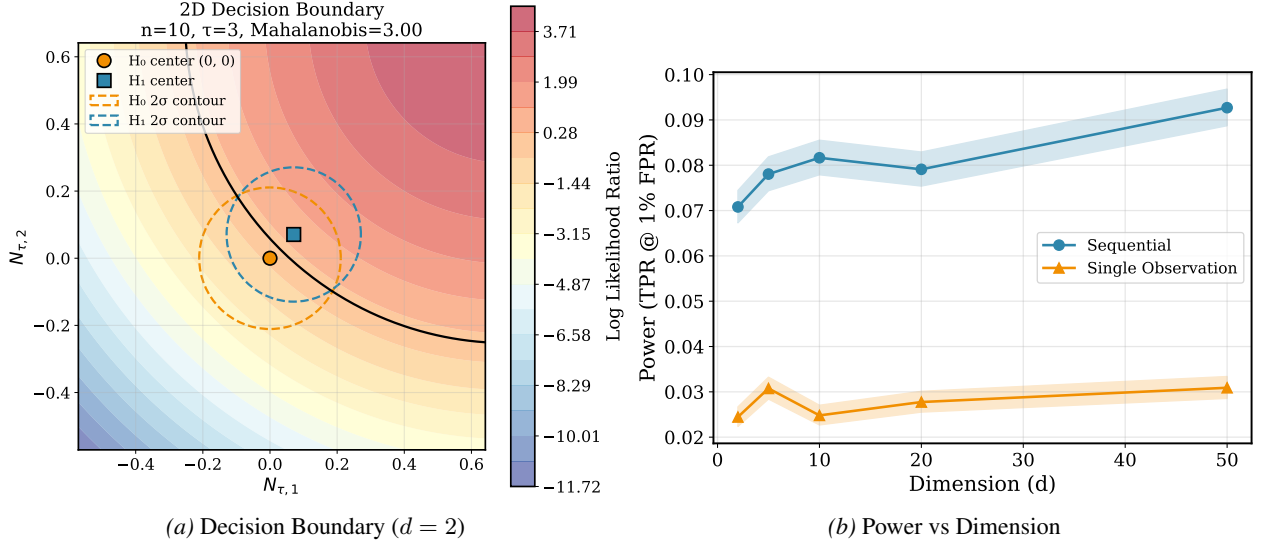 2D Decision Boundary
n=10, τ=3, Mahalanobis=3.00
H₀ center (0, 0)
H₁ center
H₀ 2σ contour
H₁ 2σ contour
0.6
0.4
0.2
0.0
−0.2
−0.4
N_{τ, 2}
−0.4
−0.2
0.0
0.2
0.4
0.6
N_{τ, 1}
3.71
1.99
0.28
−1.44
−3.15
−4.87
−6.58
−8.29
−10.01
−11.72
Log Likelihood Ratio
(a) Decision Boundary (d = 2)
0.10
0.09
0.08
0.07
0.06
0.05
0.04
0.03
0.02
Power (TPR @ 1% FPR)
Sequential
Single Observation
0
10
20
30
40
50
Dimension (d)
(b) Power vs Dimension